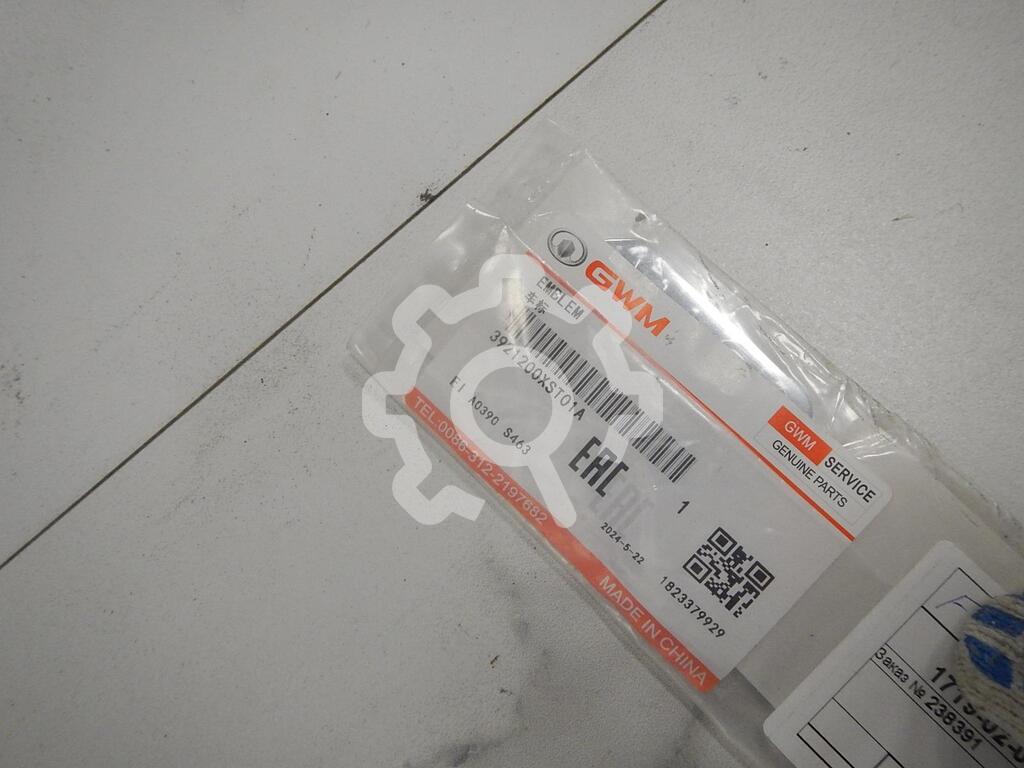 GWM
EMBLEM
车标
3921200XST01A
1
A0390 S463
EAC
2024-5-22
1823379929
GWM SERVICE
GENUINE PARTS
TEL-0086-312-2197682
MADE IN CHINA
Заказ № 238391